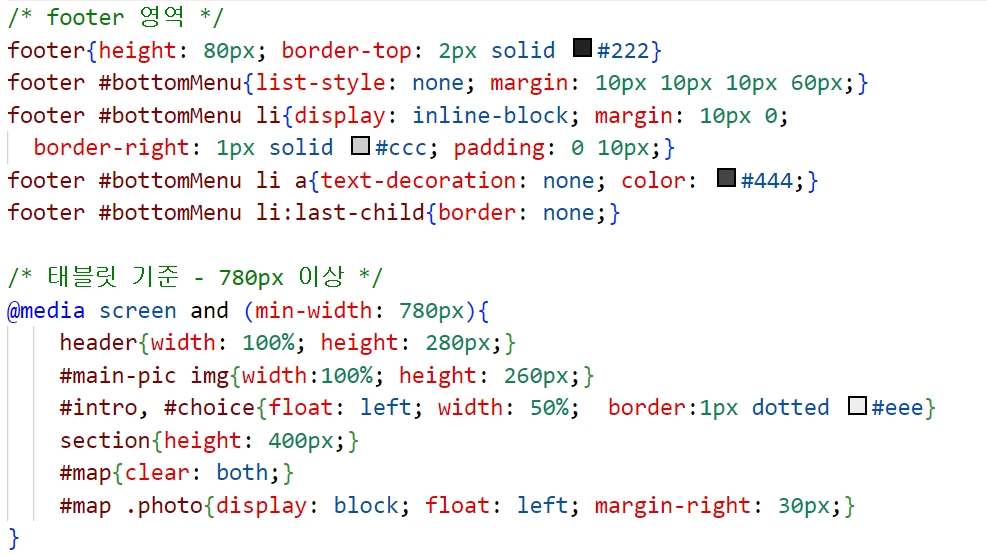 /* footer 영역 */
footer{height: 80px; border-top: 2px solid #222}
footer #bottomMenu{list-style: none; margin: 10px 10px 10px 60px;}
footer #bottomMenu li{display: inline-block; margin: 10px 0;
border-right: 1px solid #ccc; padding: 0 10px;}
footer #bottomMenu li a{text-decoration: none; color: #444;}
footer #bottomMenu li:last-child{border: none;}
/* 태블릿 기준 - 780px 이상 */
@media screen and (min-width: 780px){
header{width: 100%; height: 280px;}
#main-pic img{width:100%; height: 260px;}
#intro, #choice{float: left; width: 50%;  border:1px dotted #eee}
section{height: 400px;}
#map{clear: both;}
#map .photo{display: block; float: left; margin-right: 30px;}
}